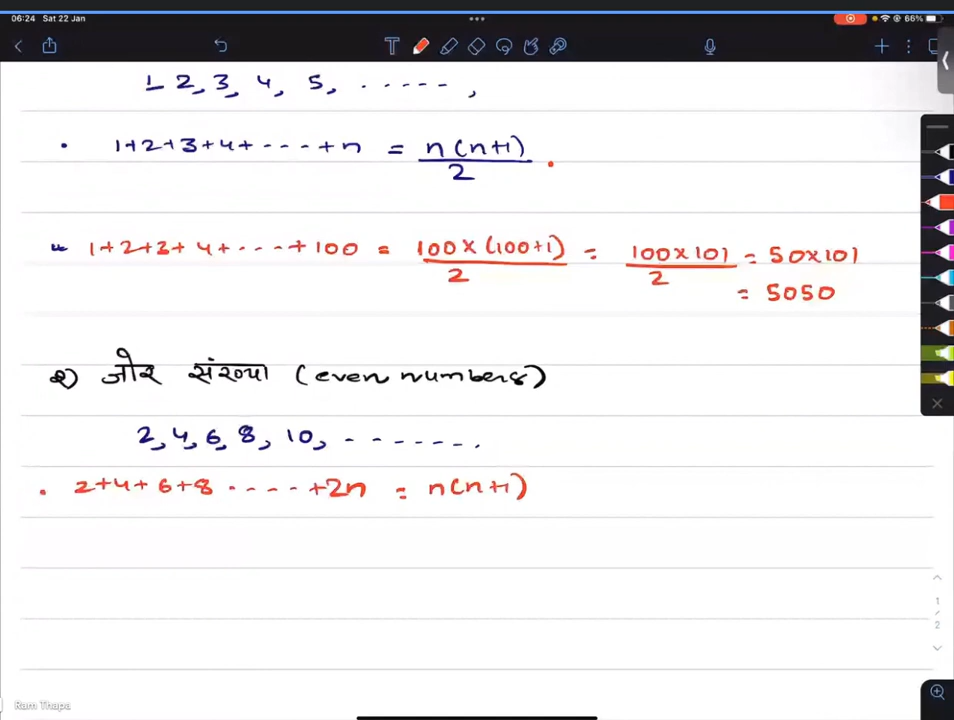 06:24 Sat 22 Jan
66%
1 2, 3, 4, 5, ......,
• 1+2+3+4+ ---- +n = n(n+1)/2 .
" 1+2+3+4+ ---- +100 = 100×(100+1)/2 = 100×101/2 = 50×101
= 5050
२) जोर संख्या (even numbers)
2, 4, 6, 8, 10, - - - - - - -.
• 2+4+6+8 ----- +2n = n(n+1)
1
/
2
Ram Thapa